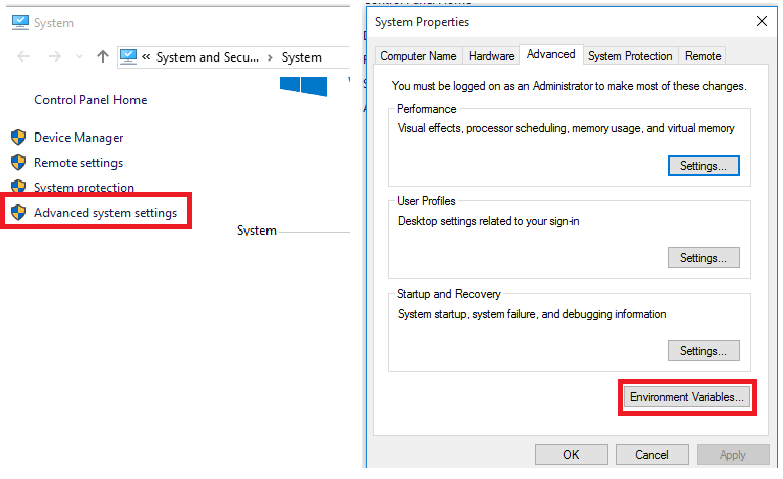 System
« System and Secu... > System
Control Panel Home
Device Manager
Remote settings
System protection
Advanced system settings
System
System Properties
Computer Name
Hardware
Advanced
System Protection
Remote
You must be logged on as an Administrator to make most of these changes.
Performance
Visual effects, processor scheduling, memory usage, and virtual memory
Settings...
User Profiles
Desktop settings related to your sign-in
Settings...
Startup and Recovery
System startup, system failure, and debugging information
Settings...
Environment Variables...
OK
Cancel
Apply